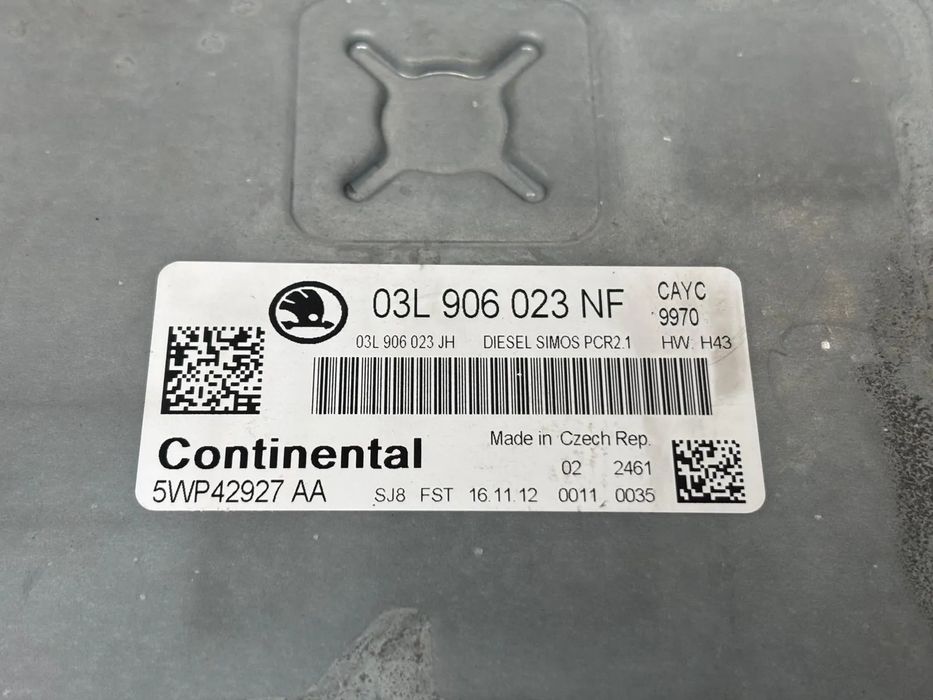 03L 906 023 NF CAYC
9970
03L 906 023 JH DIESEL SIMOS PCR2.1 HW: H43
Continental Made in Czech Rep.
02 2461
5WP42927 AA SJ8 FST 16.11.12 0011 0035